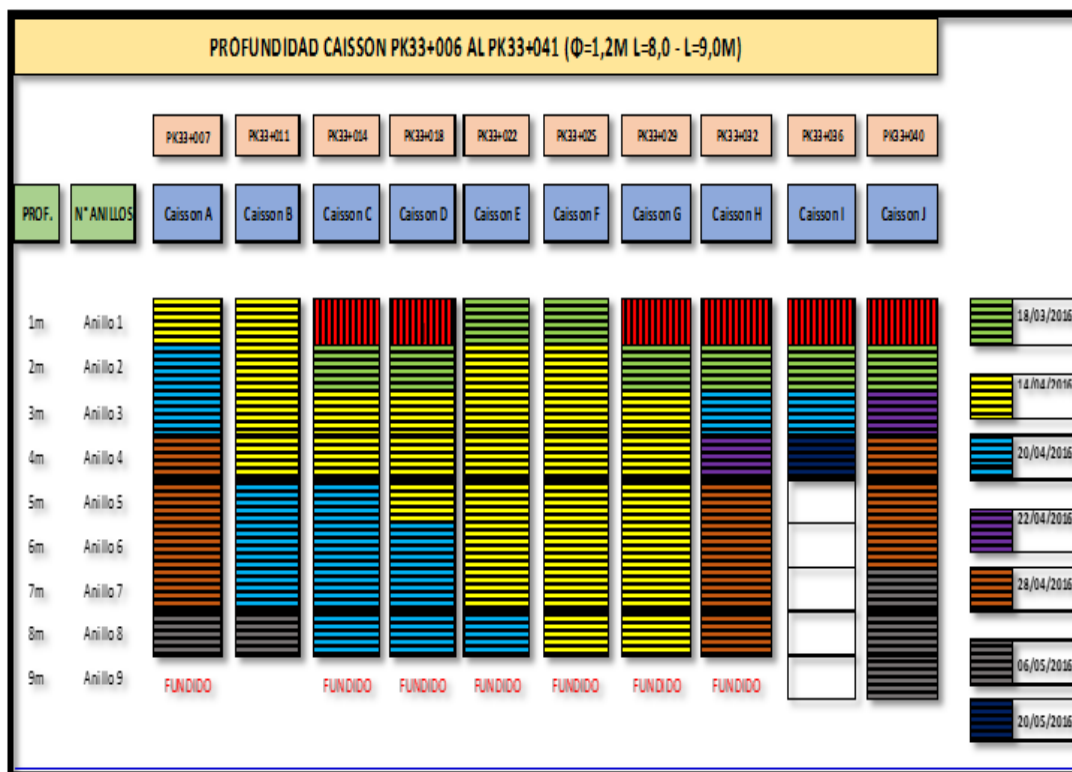 PROFUNDIDAD CAISSON PK33+006 AL PK33+041 (Φ=1,2M L=8,0 - L=9,0M)
PK33+007 PK33+011 PK33+014 PK33+018 PK33+022 PK33+025 PK33+029 PK33+032 PK33+036 PK33+040
PROF. N° ANILLOS Caisson A Caisson B Caisson C Caisson D Caisson E Caisson F Caisson G Caisson H Caisson I Caisson J
1m Anillo 1 18/03/2016
2m Anillo 2 14/04/2016
3m Anillo 3
4m Anillo 4 20/04/2016
5m Anillo 5 22/04/2016
6m Anillo 6
7m Anillo 7 28/04/2016
8m Anillo 8 06/05/2016
9m Anillo 9 FUNDIDO FUNDIDO FUNDIDO FUNDIDO FUNDIDO FUNDIDO FUNDIDO
20/05/2016